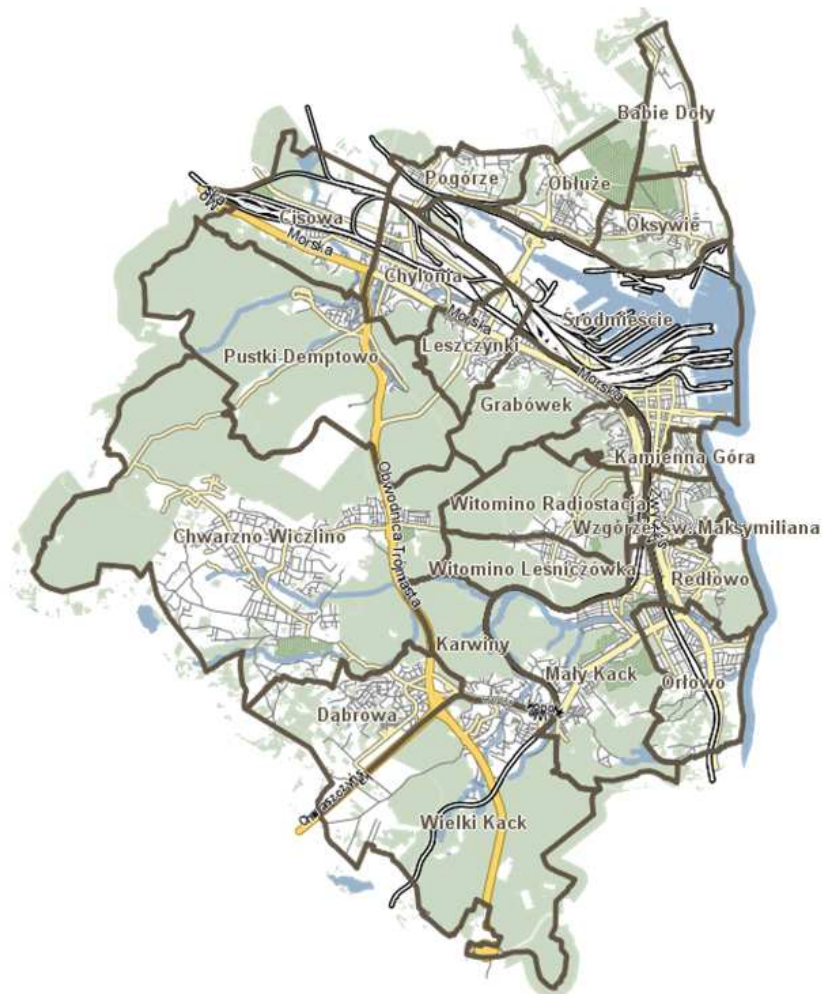 Babie Doły
Pogórze
Obłuże
Oksywie
Cisowa
Morska
Chylonia
Morska
Śródmieście
Leszczynki
Pustki-Demptowo
Morska
Grabówek
Kamienna Góra
Obwodnica Trójmiasta
Witomino Radiostacja
Wzgórze Św. Maksymiliana
Chwarzno Wiczlino
Witomino Leśniczówka
Redłowo
Karwiny
Mały Kack
Orłowo
Dąbrowa
Wielki Kack